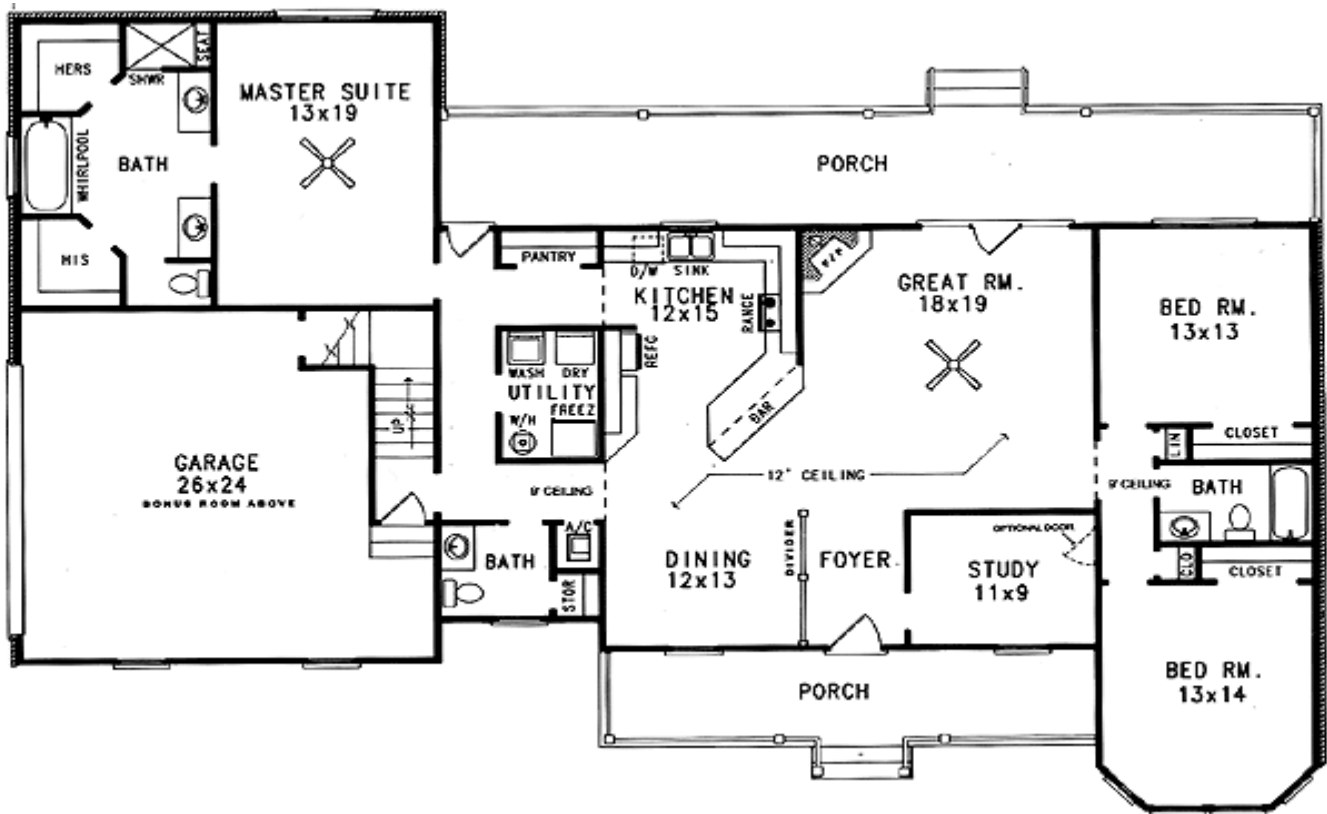 HERS
SHWR
SEAT
MASTER SUITE
13x19
WHIRLPOOL
BATH
HIS
PORCH
PANTRY
D/W
SINK
KITCHEN
12x15
RANGE
REFG
GREAT RM.
18x19
BED RM.
13x13
WASH
DRY
UTILITY
W/H
FREEZ
BAR
UP
LIN
CLOSET
GARAGE
26x24
BONUS ROOM ABOVE
12' CEILING
9' CEILING
9' CEILING
BATH
A/C
BATH
STOR
DINING
12x13
DIVIDER
FOYER
OPTIONAL DOOR
STUDY
11x9
CLO
CLOSET
PORCH
BED RM.
13x14